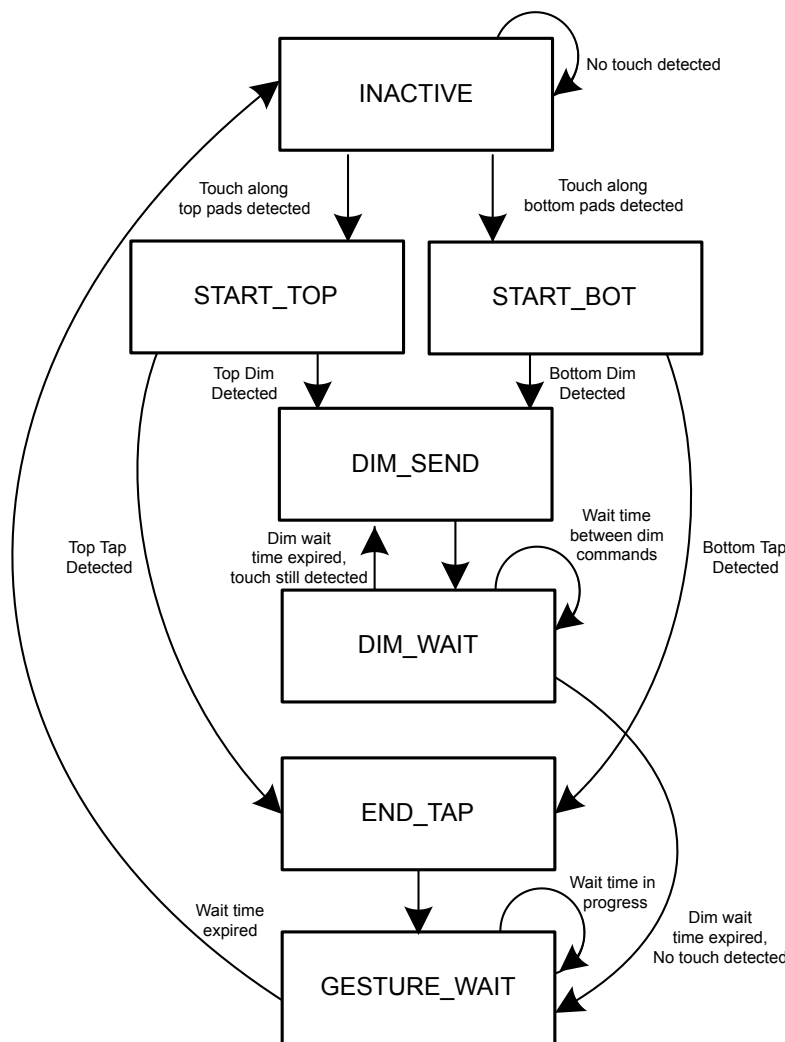 INACTIVE
No touch detected
Touch along
top pads detected
Touch along
bottom pads detected
START_TOP
START_BOT
Top Dim
Detected
Bottom Dim
Detected
DIM_SEND
Wait time
between dim
commands
Dim wait
time expired,
touch still detected
Top Tap
Detected
Bottom Tap
Detected
DIM_WAIT
END_TAP
Wait time in
progress
Wait time
expired
Dim wait
time expired,
No touch detected
GESTURE_WAIT